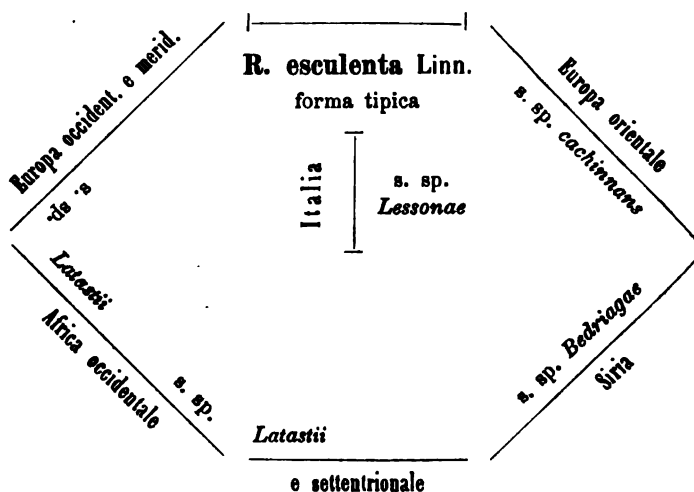 R. esculenta Linn.
forma tipica
Europa occident. e merid.
s. sp.
Europa orientale
s. sp. cachinnans
Italia
s. sp.
Lessonae
Latastii
Africa occidentale
s. sp.
s. sp. Bedriagae
Siria
Latastii
e settentrionale